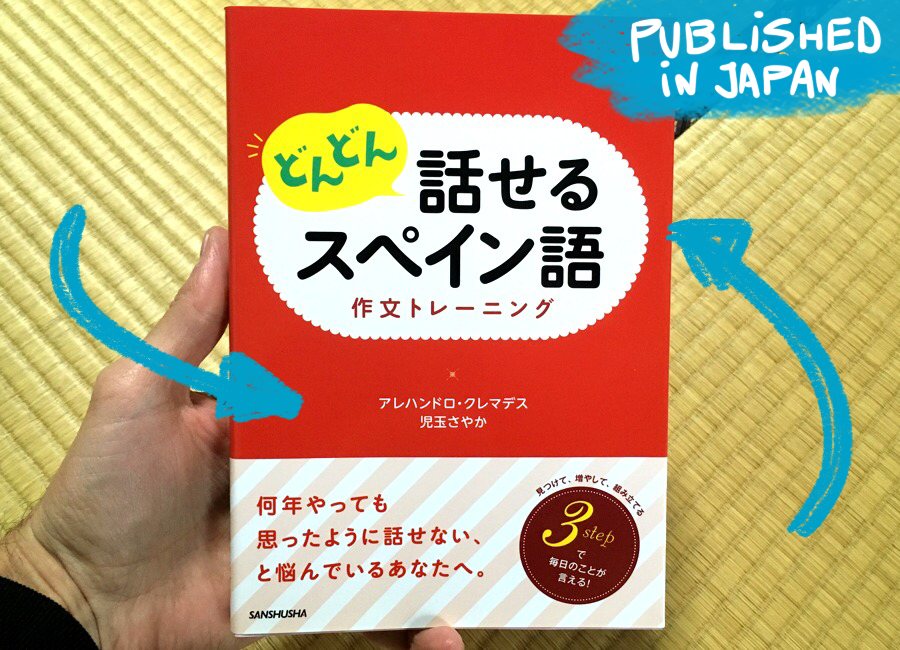 PUBLiSHED
iN JAPAN
どんどん
話せる
スペイン語
作文トレーニング
アレハンドロ・クレマデス
児玉さやか
何年やっても
思ったように話せない、
と悩んでいるあなたへ。
見つけて、増やして、組み立てる
3 step
で
毎日のことが
言える!
SANSHUSHA